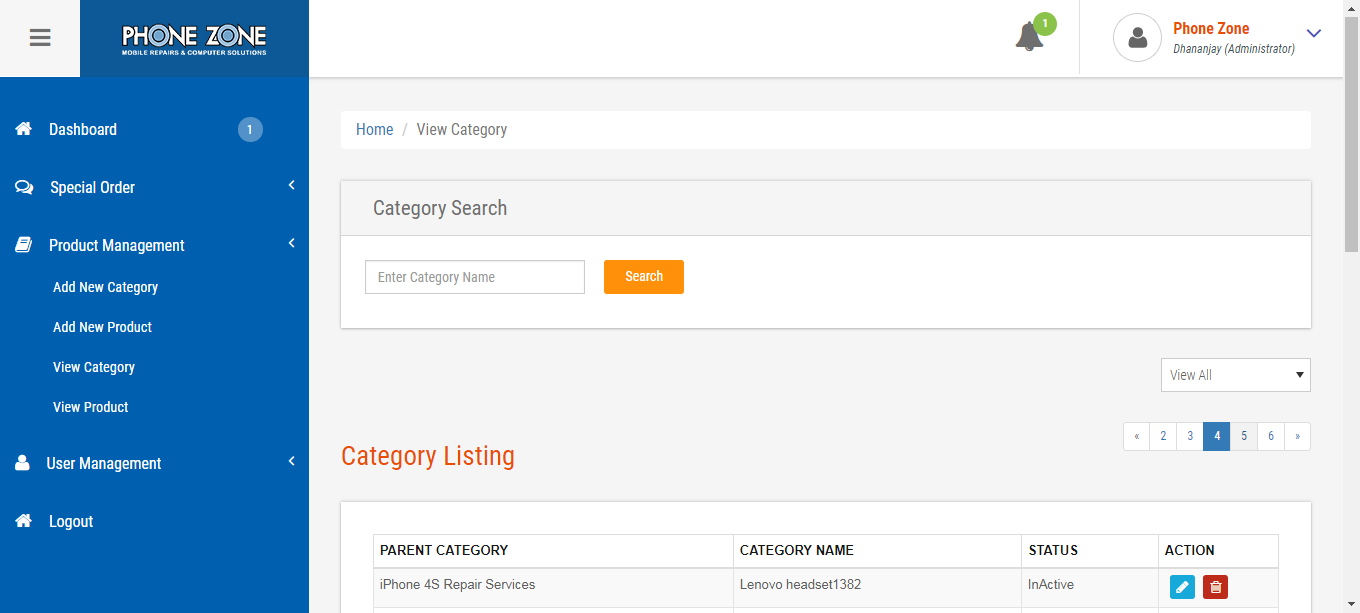 PHONE ZONE
MOBILE REPAIRS & COMPUTER SOLUTIONS
1
Phone Zone
Dhananjay (Administrator)
Dashboard 1
Special Order
Product Management
Add New Category
Add New Product
View Category
View Product
User Management
Logout
Home / View Category
Category Search
Enter Category Name Search
View All
« 2 3 4 5 6 »
Category Listing
PARENT CATEGORY CATEGORY NAME STATUS ACTION
iPhone 4S Repair Services Lenovo headset1382 InActive